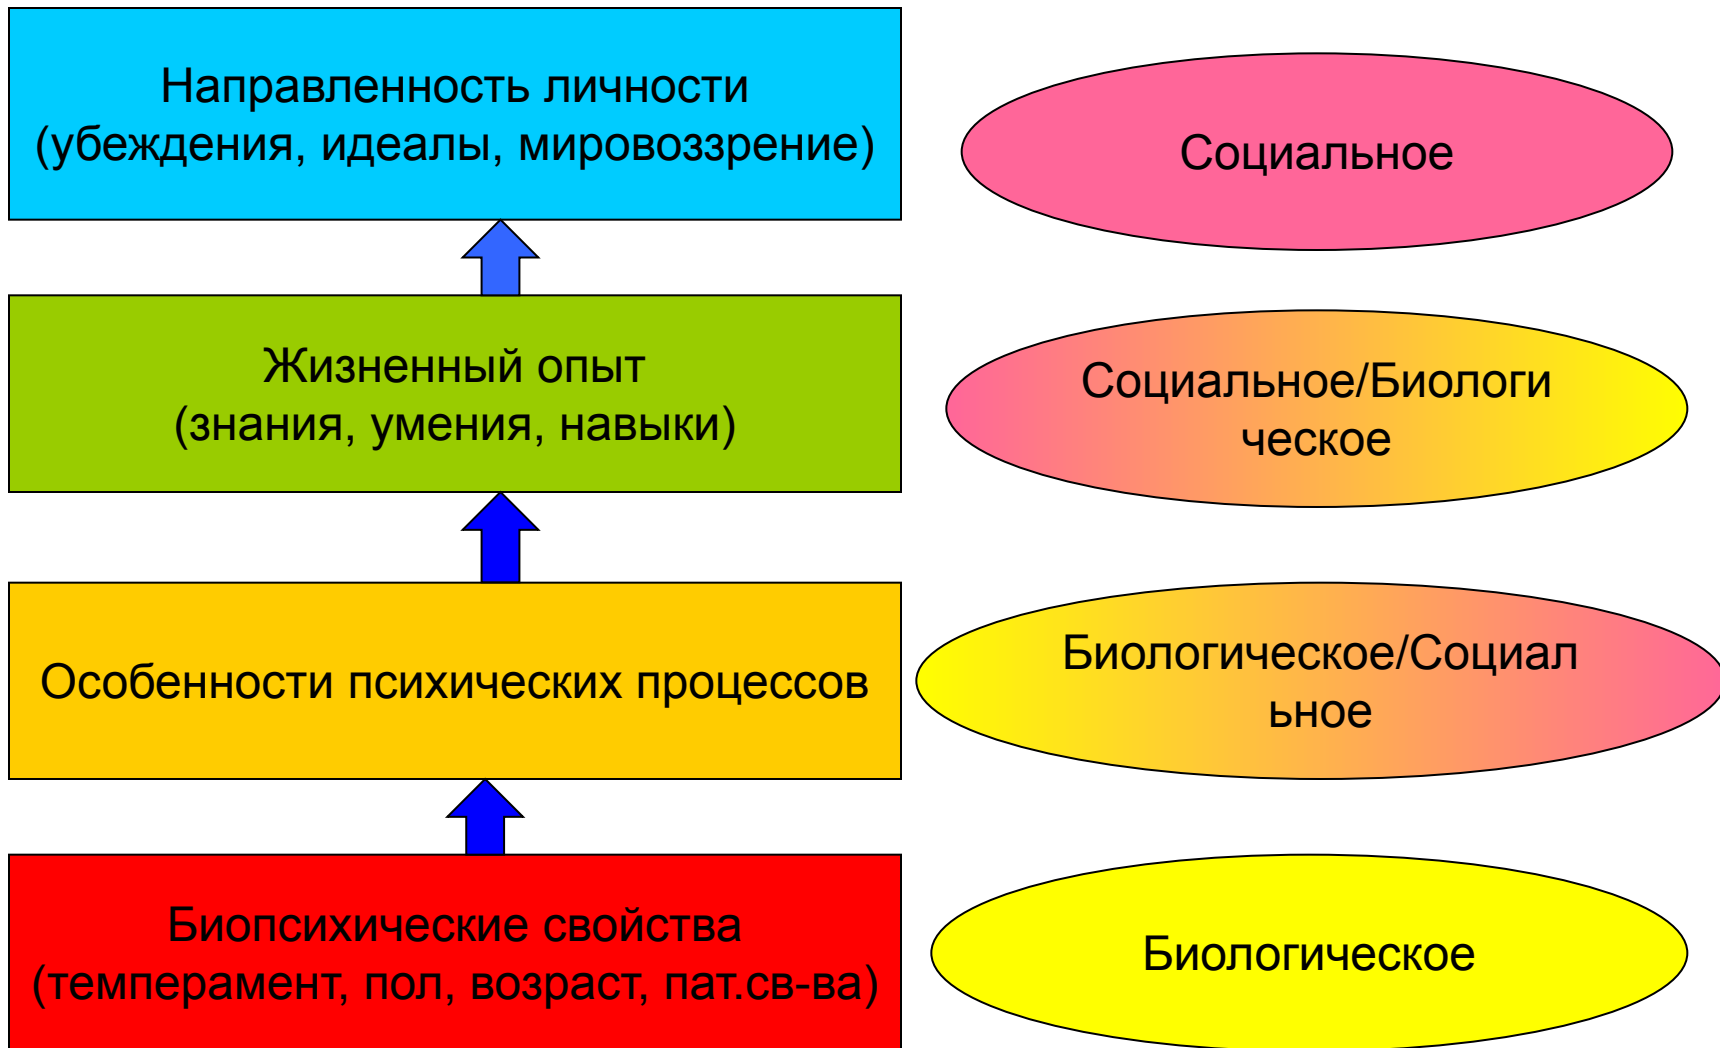 Направленность личности
(убеждения, идеалы, мировоззрение)
Социальное
Жизненный опыт
(знания, умения, навыки)
Социальное/Биологи
ческое
Особенности психических процессов
Биологическое/Социал
ьное
Биопсихические свойства
(темперамент, пол, возраст, пат.св-ва)
Биологическое